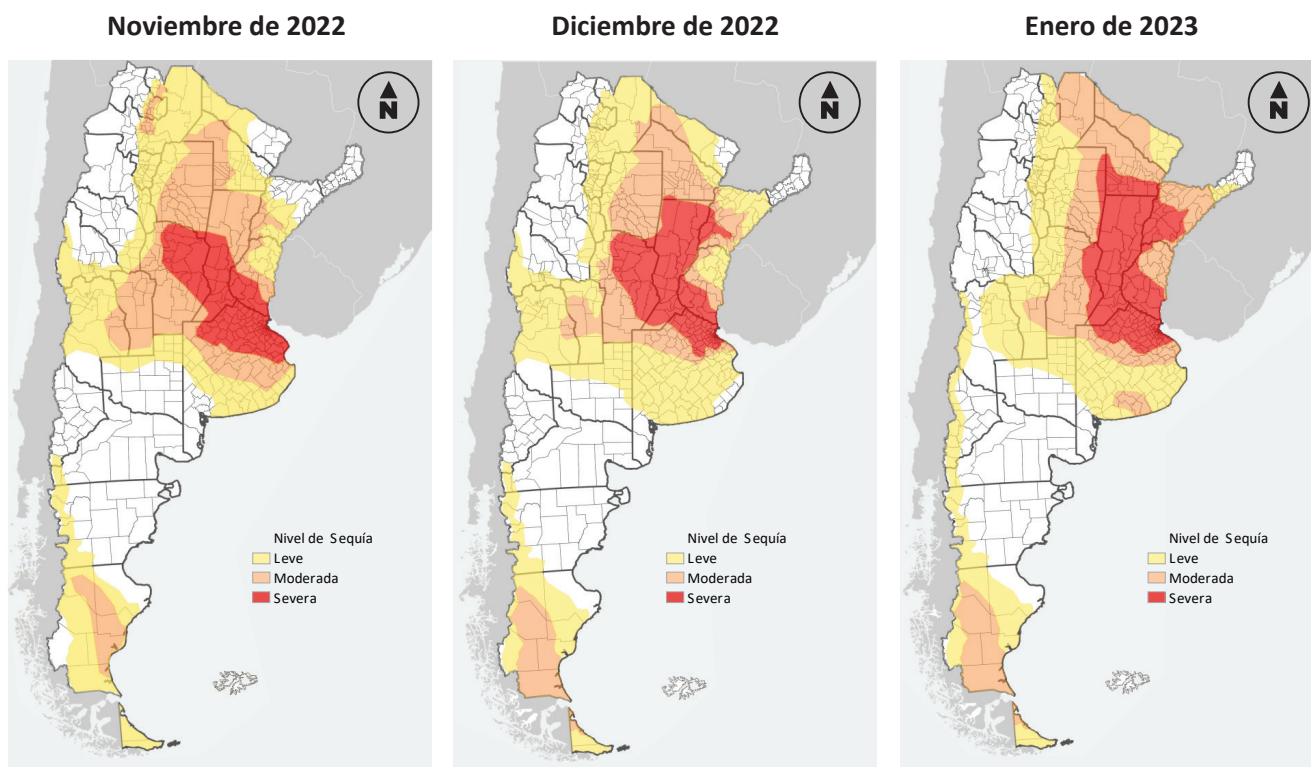 Noviembre de 2022
N
Nivel de Sequía
Leve
Moderada
Severa
Diciembre de 2022
N
Nivel de Sequía
Leve
Moderada
Severa
Enero de 2023
N
Nivel de Sequía
Leve
Moderada
Severa